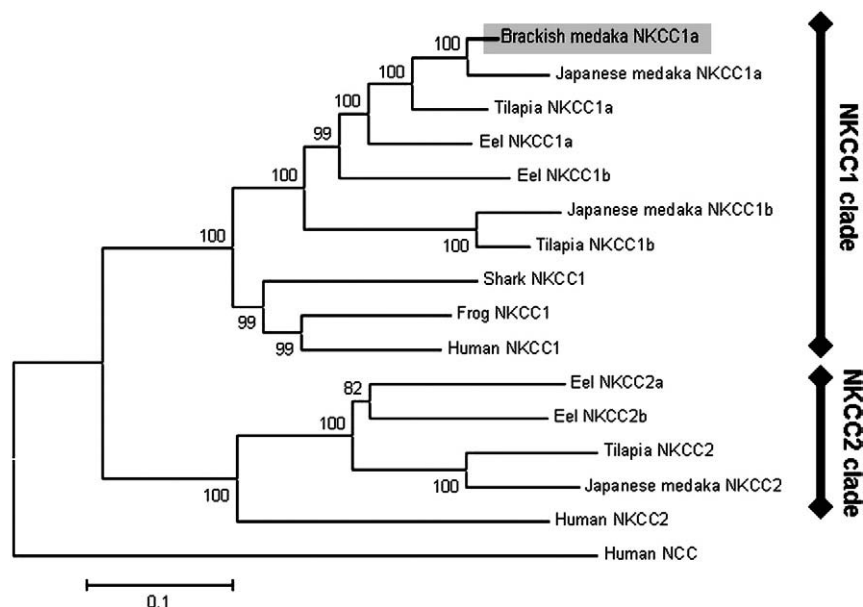 100
Brackish medaka NKCC1a
100
Japanese medaka NKCC1a
100
Tilapia NKCC1a
99
Eel NKCC1a
100
Eel NKCC1b
Japanese medaka NKCC1b
100
100
Tilapia NKCC1b
Shark NKCC1
99
Frog NKCC1
99
Human NKCC1
NKCC1 clade
82
Eel NKCC2a
100
Eel NKCC2b
Tilapia NKCC2
100
Japanese medaka NKCC2
100
Human NKCC2
NKCC2 clade
Human NCC
0.1